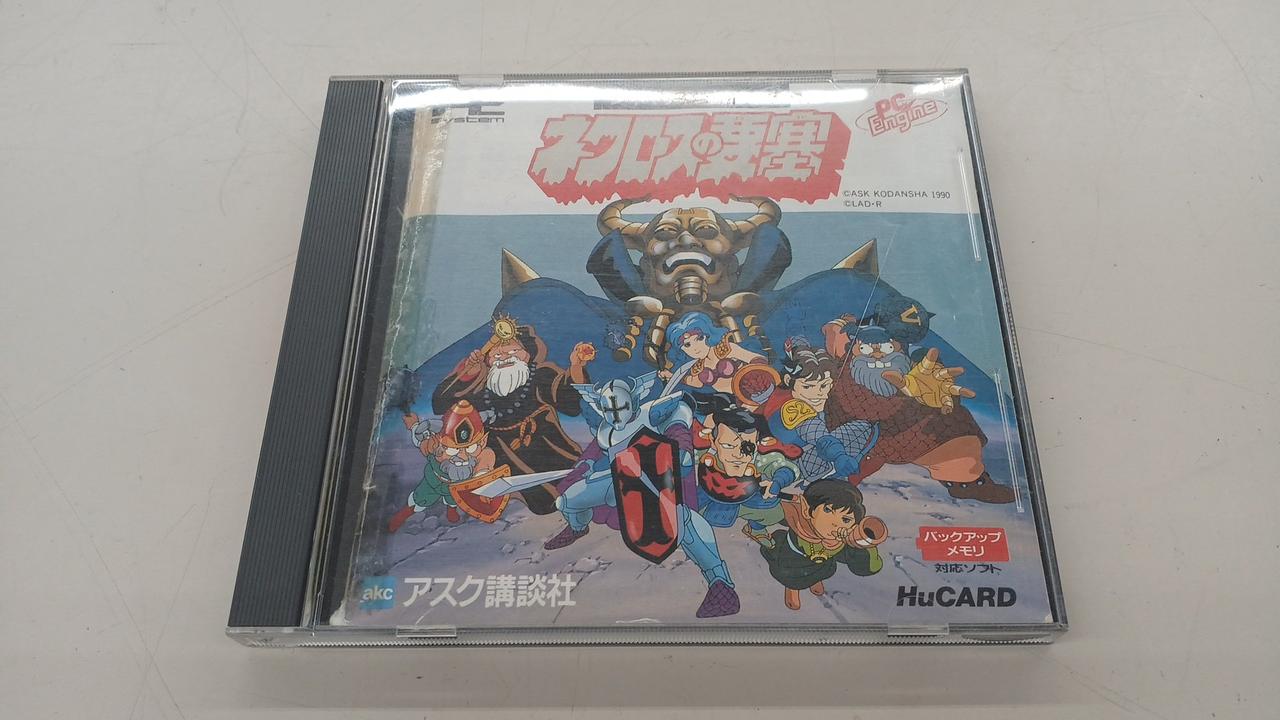 System
ネクロスの要塞
PC
Engine
©ASK KODANSHA 1990
©LAD・R
バックアップ
メモリ
対応ソフト
akc アスク講談社
HuCARD